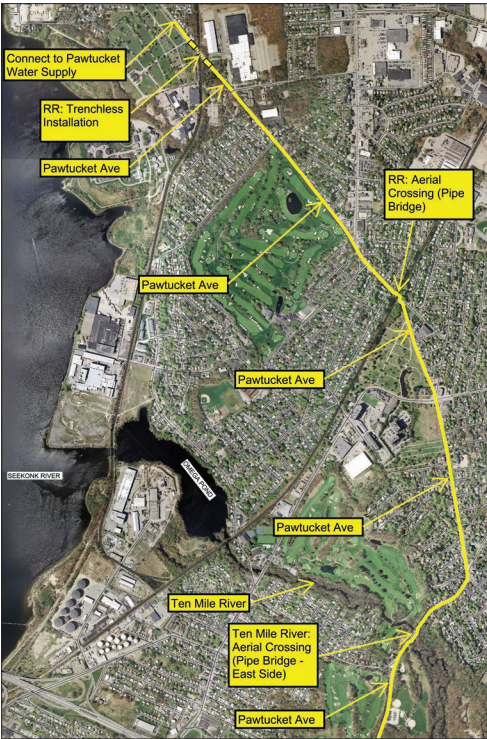 Connect to Pawtucket
Water Supply
RR: Trenchless
Installation
Pawtucket Ave
RR: Aerial
Crossing (Pipe
Bridge)
Pawtucket Ave
Pawtucket Ave
SEEKONK RIVER
OMEGA POND
Pawtucket Ave
Ten Mile River
Ten Mile River:
Aerial Crossing
(Pipe Bridge -
East Side)
Pawtucket Ave